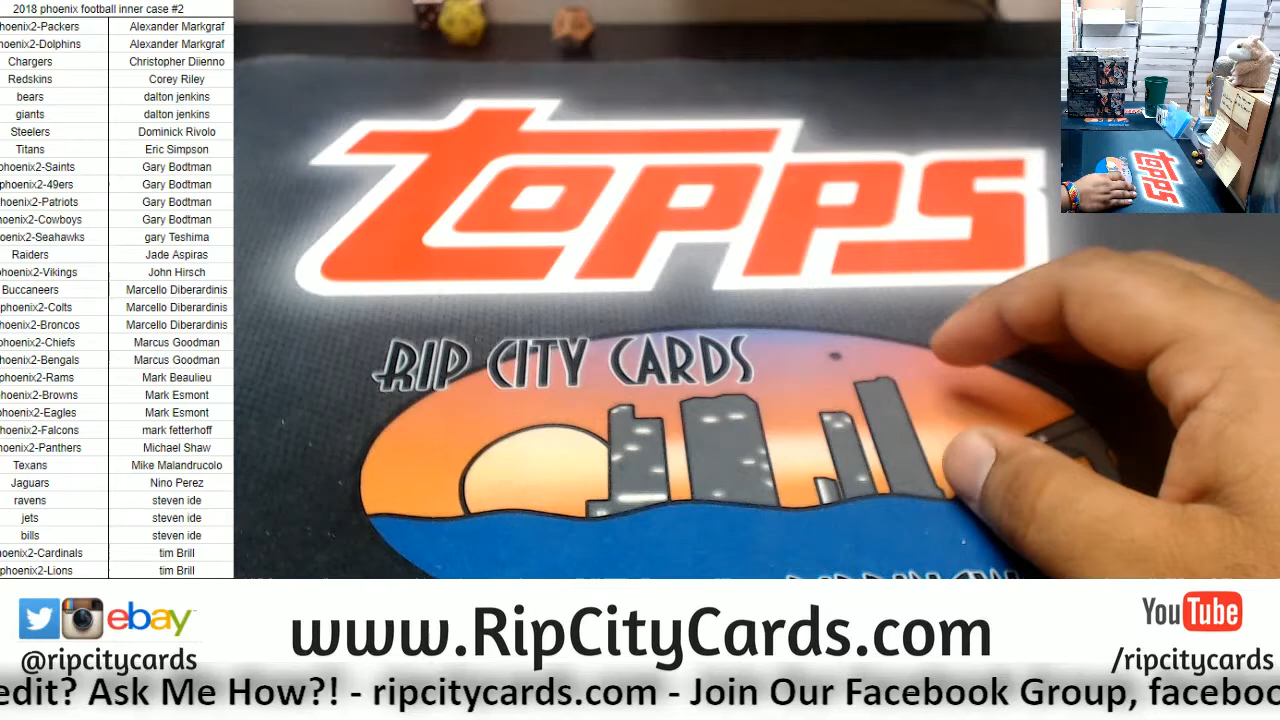 2018 phoenix football inner case #2
hoenix2-Packers Alexander Markgraf
hoenix2-Dolphins Alexander Markgraf
Chargers Christopher Diienno
Redskins Corey Riley
bears dalton jenkins
giants dalton jenkins
Steelers Dominick Rivolo
Titans Eric Simpson
phoenix2-Saints Gary Bodtman
phoenix2-49ers Gary Bodtman
phoenix2-Patriots Gary Bodtman
hoenix2-Cowboys Gary Bodtman
oenix2-Seahawks gary Teshima
Raiders Jade Aspiras
phoenix2-Vikings John Hirsch
Buccaneers Marcello Diberardinis
phoenix2-Colts Marcello Diberardinis
hoenix2-Broncos Marcello Diberardinis
phoenix2-Chiefs Marcus Goodman
phoenix2-Bengals Marcus Goodman
phoenix2-Rams Mark Beaulieu
phoenix2-Browns Mark Esmont
phoenix2-Eagles Mark Esmont
phoenix2-Falcons mark fetterhoff
hoenix2-Panthers Michael Shaw
Texans Mike Malandrucolo
Jaguars Nino Perez
ravens steven ide
jets steven ide
bills steven ide
oenix2-Cardinals tim Brill
phoenix2-Lions tim Brill
topps
RIP CITY CARDS
topps
ebay
@ripcitycards
www.RipCityCards.com
YouTube
/ripcitycards
edit? Ask Me How?! - ripcitycards.com - Join Our Facebook Group, faceboo